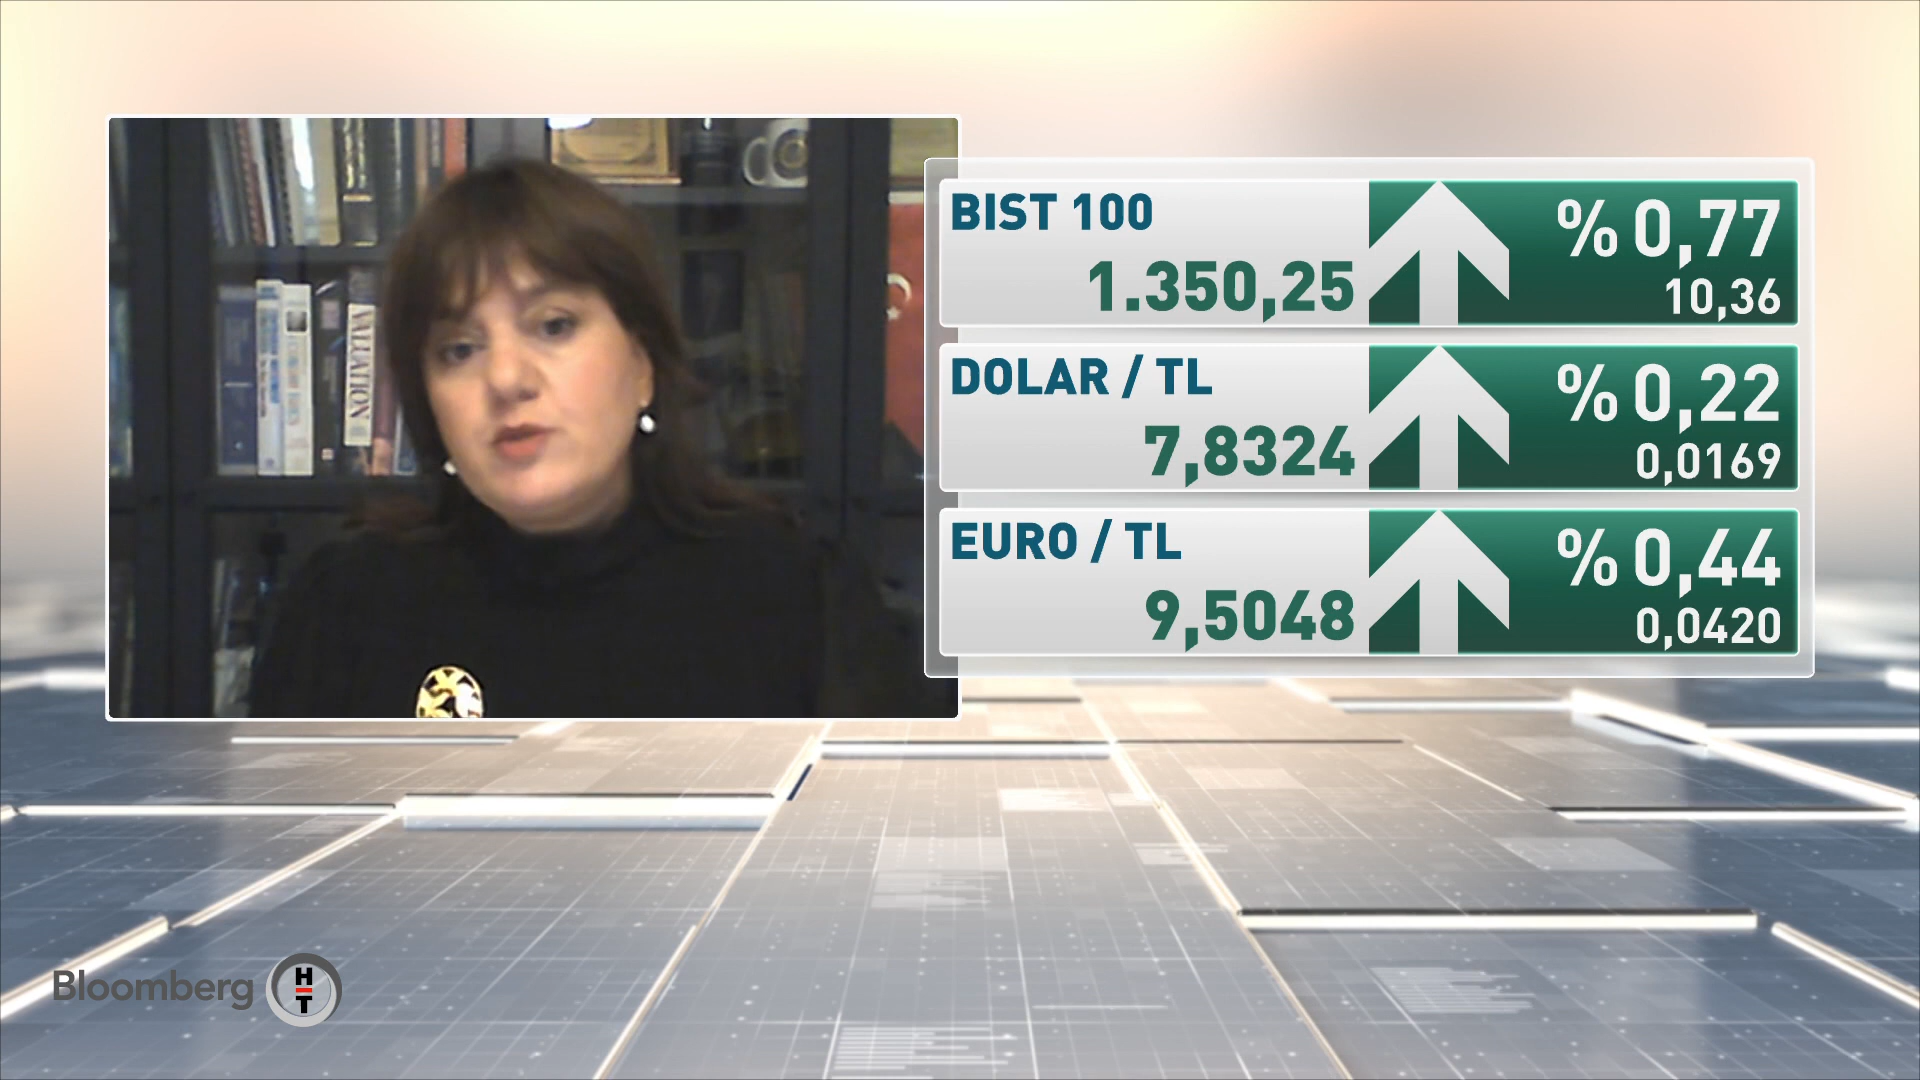 BIST 100
1.350,25
% 0,77
10,36
DOLAR / TL
7,8324
% 0,22
0,0169
EURO / TL
9,5048
% 0,44
0,0420
VALUATION
Bloomberg HT